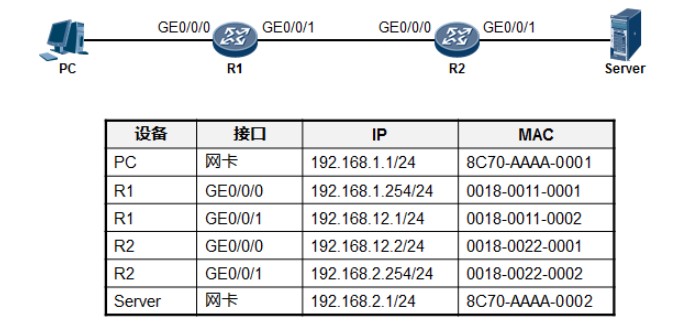 GE0/0/0 GE0/0/1 GE0/0/0 GE0/0/1
PC R1 R2 Server
设备 接口 IP MAC
PC 网卡 192.168.1.1/24 8C70-AAAA-0001
R1 GE0/0/0 192.168.1.254/24 0018-0011-0001
R1 GE0/0/1 192.168.12.1/24 0018-0011-0002
R2 GE0/0/0 192.168.12.2/24 0018-0022-0001
R2 GE0/0/1 192.168.2.254/24 0018-0022-0002
Server 网卡 192.168.2.1/24 8C70-AAAA-0002